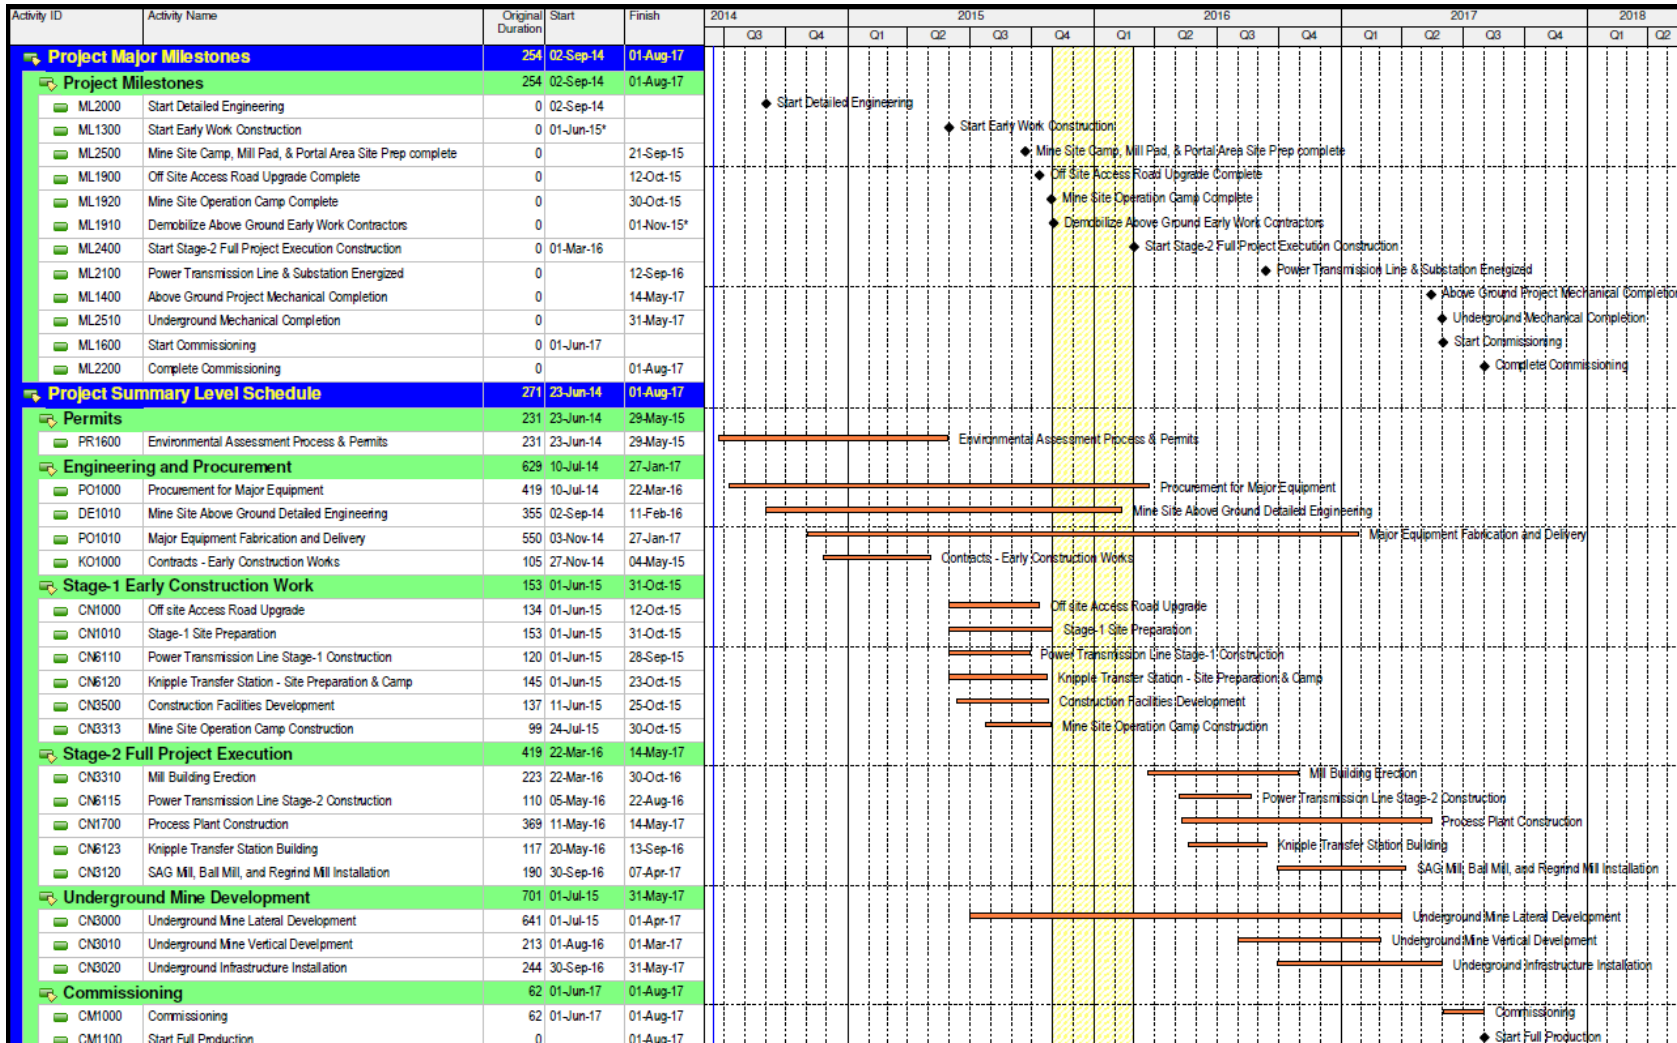 Activity ID Activity Name Original Duration Start Finish 2014 2015 2016 2017 2018
Q3 Q4 Q1 Q2 Q3 Q4 Q1 Q2 Q3 Q4 Q1 Q2 Q3 Q4 Q1 Q2
Project Major Milestones 254 02-Sep-14 01-Aug-17
Project Milestones 254 02-Sep-14 01-Aug-17
ML2000 Start Detailed Engineering 0 02-Sep-14 Start Detailed Engineering
ML1300 Start Early Work Construction 0 01-Jun-15* Start Early Work Construction
ML2500 Mine Site Camp, Mill Pad, & Portal Area Site Prep complete 0 21-Sep-15 Mine Site Camp, Mill Pad, & Portal Area Site Prep complete
ML1900 Off Site Access Road Upgrade Complete 0 12-Oct-15 Off Site Access Road Upgrade Complete
ML1920 Mine Site Operation Camp Complete 0 30-Oct-15 Mine Site Operation Camp Complete
ML1910 Demobilize Above Ground Early Work Contractors 0 01-Nov-15* Demobilize Above Ground Early Work Contractors
ML2400 Start Stage-2 Full Project Execution Construction 0 01-Mar-16 Start Stage-2 Full Project Execution Construction
ML2100 Power Transmission Line & Substation Energized 0 12-Sep-16 Power Transmission Line & Substation Energized
ML1400 Above Ground Project Mechanical Completion 0 14-May-17 Above Ground Project Mechanical Completion
ML2510 Underground Mechanical Completion 0 31-May-17 Underground Mechanical Completion
ML1600 Start Commissioning 0 01-Jun-17 Start Commissioning
ML2200 Complete Commissioning 0 01-Aug-17 Complete Commissioning
Project Summary Level Schedule 271 23-Jun-14 01-Aug-17
Permits 231 23-Jun-14 29-May-15
PR1600 Environmental Assessment Process & Permits 231 23-Jun-14 29-May-15 Environmental Assessment Process & Permits
Engineering and Procurement 629 10-Jul-14 27-Jan-17
PO1000 Procurement for Major Equipment 419 10-Jul-14 22-Mar-16 Procurement for Major Equipment
DE1010 Mine Site Above Ground Detailed Engineering 355 02-Sep-14 11-Feb-16 Mine Site Above Ground Detailed Engineering
PO1010 Major Equipment Fabrication and Delivery 550 03-Nov-14 27-Jan-17 Major Equipment Fabrication and Delivery
KO1000 Contracts - Early Construction Works 105 27-Nov-14 04-May-15 Contracts - Early Construction Works
Stage-1 Early Construction Work 153 01-Jun-15 31-Oct-15
CN1000 Off site Access Road Upgrade 134 01-Jun-15 12-Oct-15 Off site Access Road Upgrade
CN1010 Stage-1 Site Preparation 153 01-Jun-15 31-Oct-15 Stage-1 Site Preparation
CN6110 Power Transmission Line Stage-1 Construction 120 01-Jun-15 28-Sep-15 Power Transmission Line Stage-1 Construction
CN6120 Knipple Transfer Station - Site Preparation & Camp 145 01-Jun-15 23-Oct-15 Knipple Transfer Station - Site Preparation & Camp
CN3500 Construction Facilities Development 137 11-Jun-15 25-Oct-15 Construction Facilities Development
CN3313 Mine Site Operation Camp Construction 99 24-Jul-15 30-Oct-15 Mine Site Operation Camp Construction
Stage-2 Full Project Execution 419 22-Mar-16 14-May-17
CN3310 Mill Building Erection 223 22-Mar-16 30-Oct-16 Mill Building Erection
CN6115 Power Transmission Line Stage-2 Construction 110 05-May-16 22-Aug-16 Power Transmission Line Stage-2 Construction
CN1700 Process Plant Construction 369 11-May-16 14-May-17 Process Plant Construction
CN6123 Knipple Transfer Station Building 117 20-May-16 13-Sep-16 Knipple Transfer Station Building
CN3120 SAG Mill, Ball Mill, and Regrind Mill Installation 190 30-Sep-16 07-Apr-17 SAG Mill, Ball Mill, and Regrind Mill Installation
Underground Mine Development 701 01-Jul-15 31-May-17
CN3000 Underground Mine Lateral Development 641 01-Jul-15 01-Apr-17 Underground Mine Lateral Development
CN3010 Underground Mine Vertical Develpment 213 01-Aug-16 01-Mar-17 Underground Mine Vertical Develpment
CN3020 Underground Infrastructure Installation 244 30-Sep-16 31-May-17 Underground Infrastructure Installation
Commissioning 62 01-Jun-17 01-Aug-17
CM1000 Commissioning 62 01-Jun-17 01-Aug-17 Commissioning
CM1100 Start Full Production 0 01-Aug-17 Start Full Production